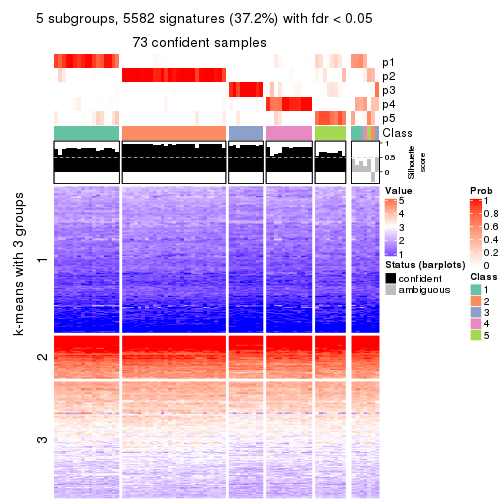 5 subgroups, 5582 signatures (37.2%) with fdr < 0.05
73 confident samples
p1
p2
p3
p4
p5
Class
1
0.5
0
Silhouette
score
k-means with 3 groups
1
2
3
Value
5
4
3
2
1
Status (barplots)
confident
ambiguous
Prob
1
0.8
0.6
0.4
0.2
0
Class
1
2
3
4
5